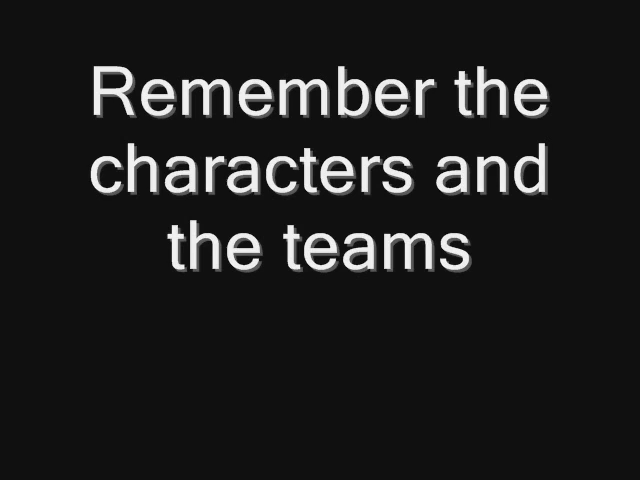 Remember the
characters and
the teams